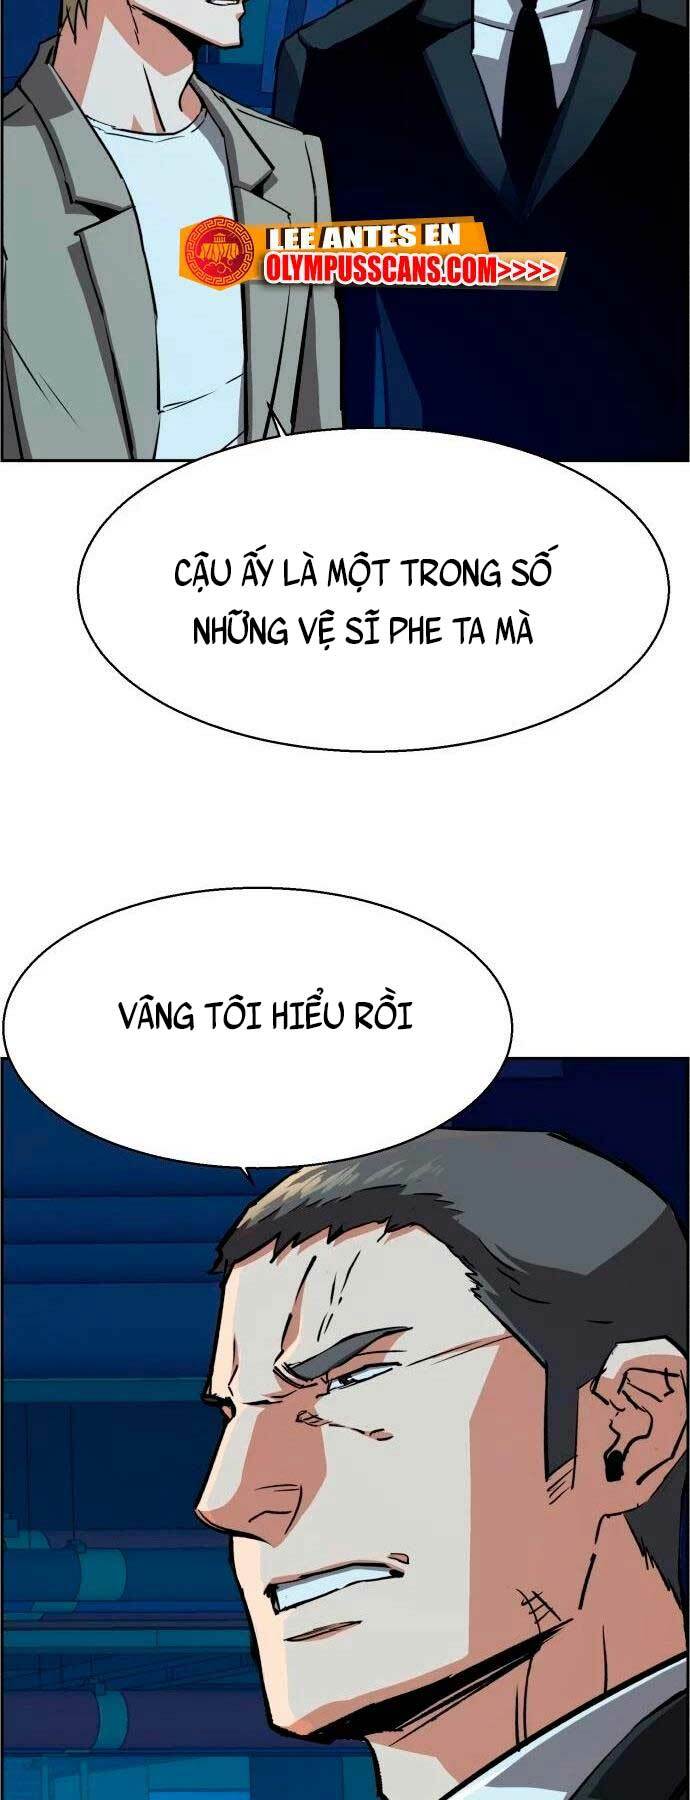 LEE ANTES EN
OLYMPUSSCANS.COM>>>>
CẬU ẤY LÀ MỘT TRONG SỐ
NHỮNG VỆ SĨ PHE TA MÀ
VÂNG TÔI HIỂU RỒI